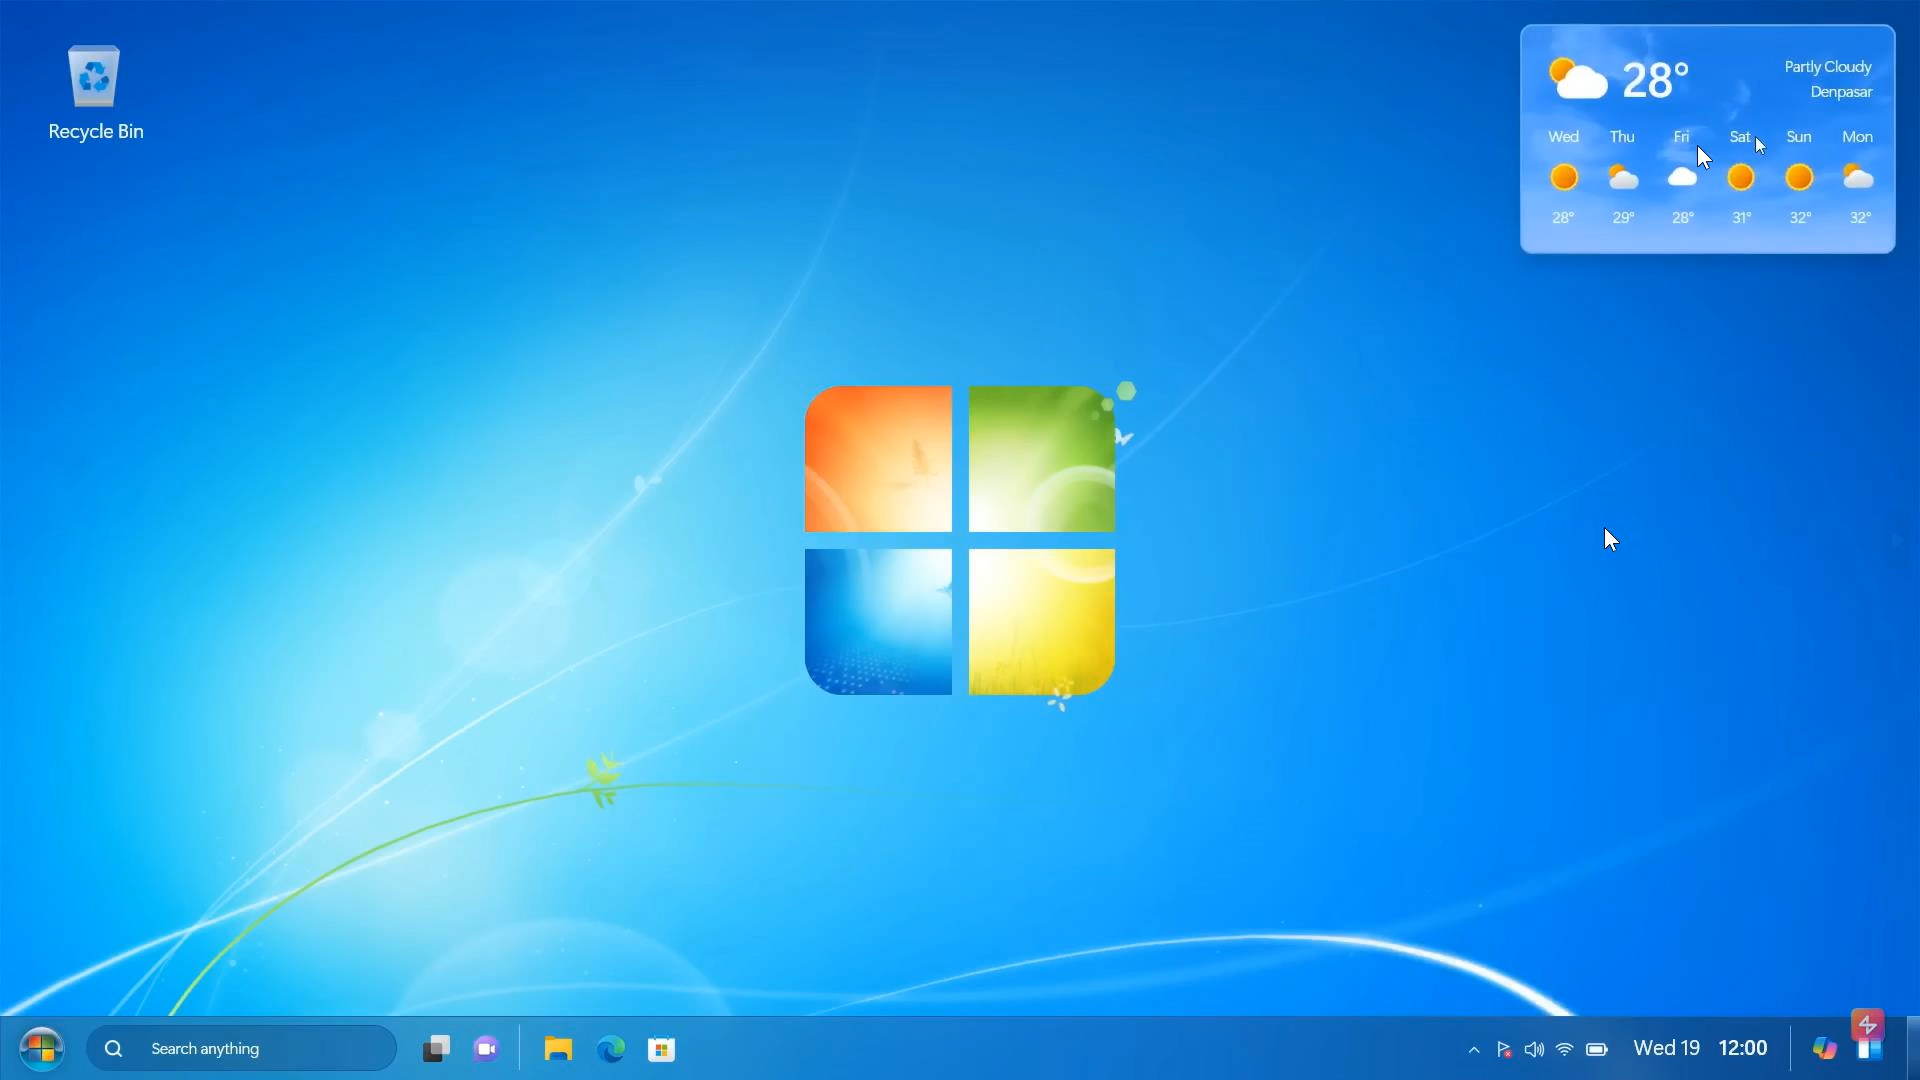 Recycle Bin
28°
Partly Cloudy
Denpasar
Wed Thu Fri Sat Sun Mon
28° 29° 28° 31° 32° 32°
Search anything
Wed 19 12:00